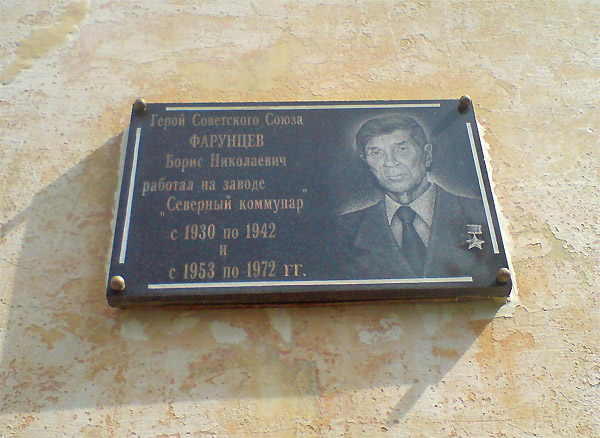 Герой Советского Союза
ФАРУНЦЕВ
Борис Николаевич
работал на заводе
„Северный коммунар"
с 1930 по 1942
и
с 1953 по 1972 гг.